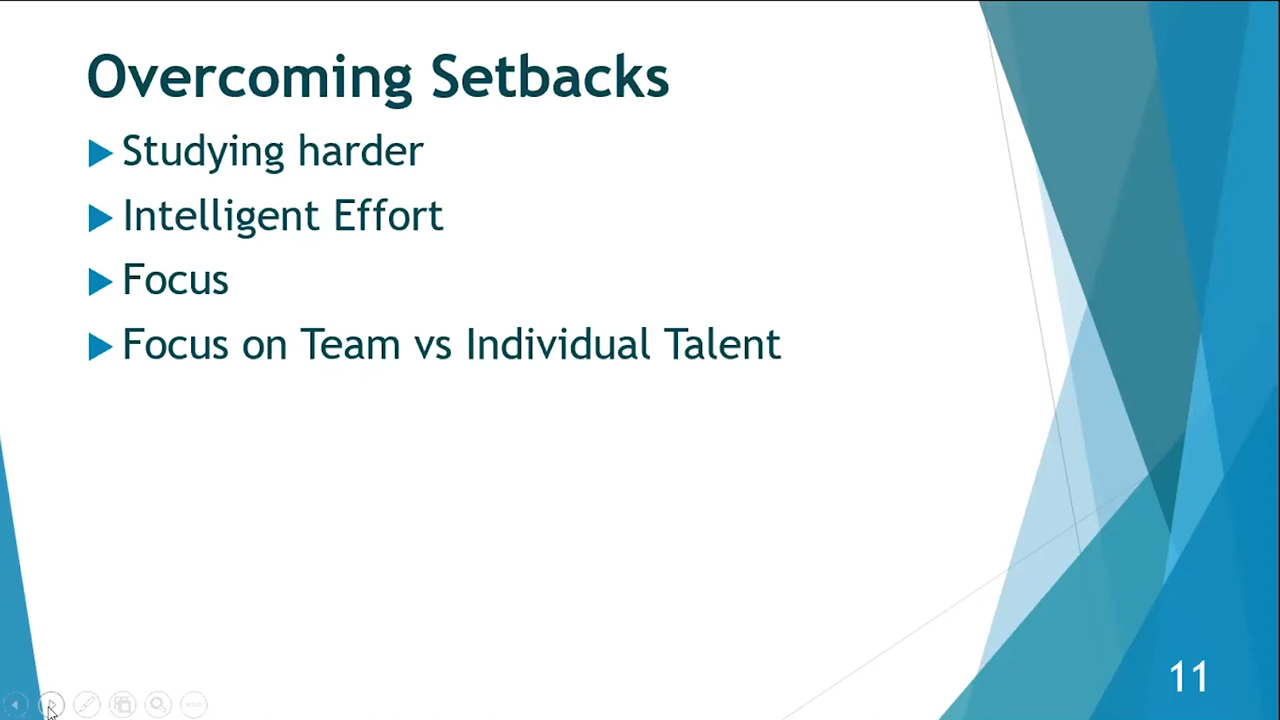 Overcoming Setbacks
Studying harder
Intelligent Effort
Focus
Focus on Team vs Individual Talent
11